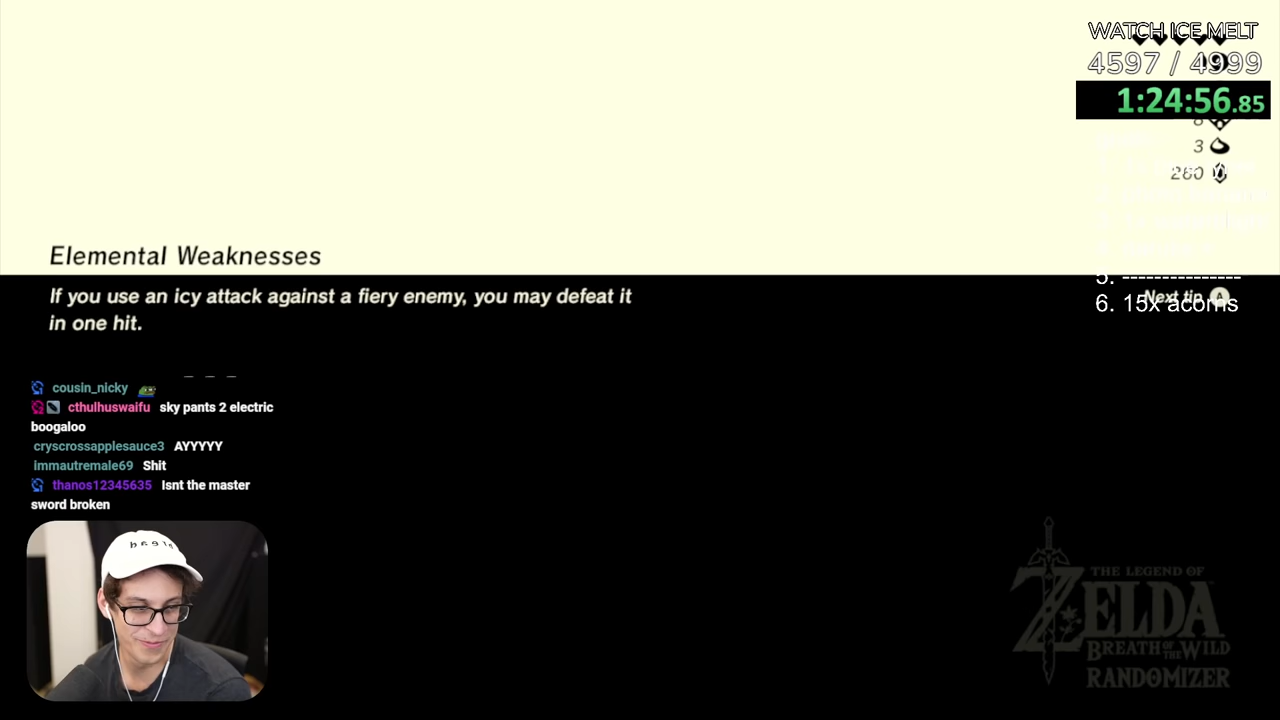 WATCH ICE MELT
4597 / 4999
1:24:56.85
8
3
260
Elemental Weaknesses
If you use an icy attack against a fiery enemy, you may defeat it
in one hit.
5. ---------------
Next tip A
6. 15x acorns
cousin_nicky
cthulhuswaifu sky pants 2 electric
boogaloo
cryscrossapplesauce3 AYYYYY
immautremale69 Shit
thanos12345635 Isnt the master
sword broken
THE LEGEND OF
ZELDA
BREATH OF THE WILD
RANDOMIZER